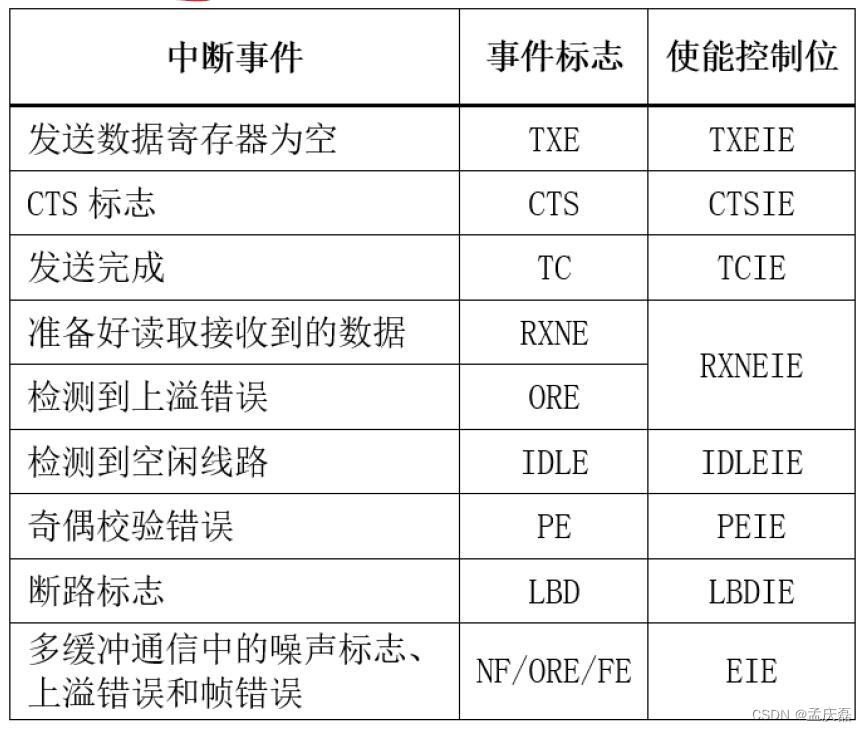 中断事件 事件标志 使能控制位
发送数据寄存器为空 TXE TXEIE
CTS 标志 CTS CTSIE
发送完成 TC TCIE
准备好读取接收到的数据 RXNE
RXNEIE
检测到上溢错误 ORE
检测到空闲线路 IDLE IDLEIE
奇偶校验错误 PE PEIE
断路标志 LBD LBDIE
多缓冲通信中的噪声标志、
上溢错误和帧错误 NF/ORE/FE EIE
CSDN @孟庆磊